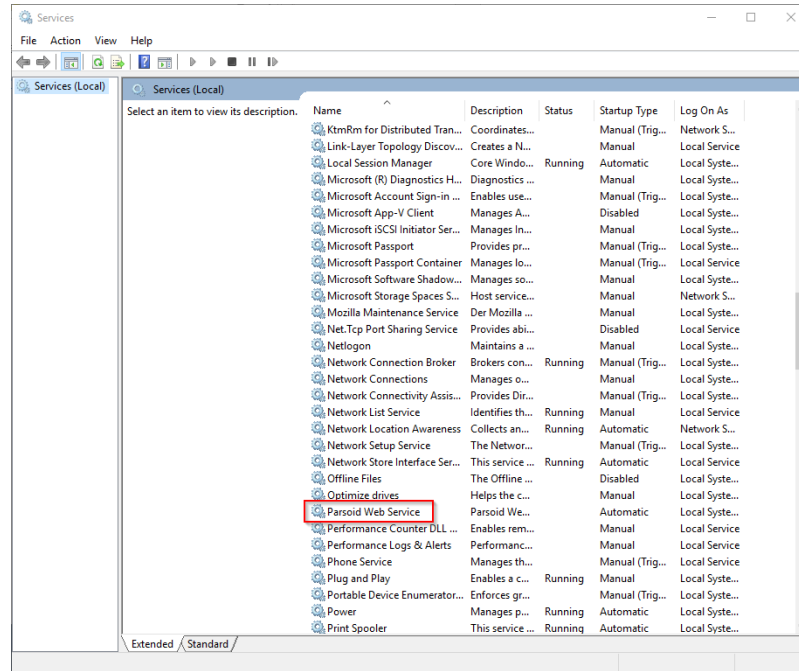 Services
File Action View Help
Services (Local)
Services (Local)
Select an item to view its description.
Name Description Status Startup Type Log On As
KtmRm for Distributed Tran... Coordinates... Manual (Trig... Network S...
Link-Layer Topology Discov... Creates a N... Manual Local Service
Local Session Manager Core Windo... Running Automatic Local Syste...
Microsoft (R) Diagnostics H... Diagnostics ... Manual Local Syste...
Microsoft Account Sign-in ... Enables use... Manual (Trig... Local Syste...
Microsoft App-V Client Manages A... Disabled Local Syste...
Microsoft iSCSI Initiator Ser... Manages In... Manual Local Syste...
Microsoft Passport Provides pr... Manual (Trig... Local Syste...
Microsoft Passport Container Manages lo... Manual (Trig... Local Service
Microsoft Software Shadow... Manages so... Manual Local Syste...
Microsoft Storage Spaces S... Host service... Manual Network S...
Mozilla Maintenance Service Der Mozilla ... Manual Local Syste...
Net.Tcp Port Sharing Service Provides abi... Disabled Local Service
Netlogon Maintains a ... Manual Local Syste...
Network Connection Broker Brokers con... Running Manual (Trig... Local Syste...
Network Connections Manages o... Manual Local Syste...
Network Connectivity Assis... Provides Dir... Manual (Trig... Local Syste...
Network List Service Identifies th... Running Manual Local Service
Network Location Awareness Collects an... Running Automatic Network S...
Network Setup Service The Networ... Manual (Trig... Local Syste...
Network Store Interface Ser... This service ... Running Automatic Local Service
Offline Files The Offline ... Disabled Local Syste...
Optimize drives Helps the c... Manual Local Syste...
Parsoid Web Service Parsoid We... Automatic Local Syste...
Performance Counter DLL ... Enables rem... Manual Local Service
Performance Logs & Alerts Performanc... Manual Local Service
Phone Service Manages th... Manual (Trig... Local Service
Plug and Play Enables a c... Running Manual Local Syste...
Portable Device Enumerator... Enforces gr... Manual (Trig... Local Syste...
Power Manages p... Running Automatic Local Syste...
Print Spooler This service ... Running Automatic Local Syste...
Extended Standard